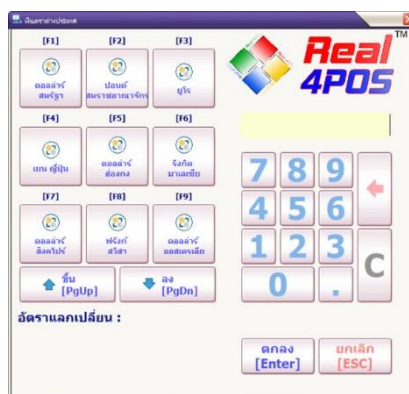 เงินตราต่างประเทศ
[F1] [F2] [F3]
ดอลล่าร์ สหรัฐฯ
ปอนด์ สหราชอาณาจักร
ยูโร
[F4] [F5] [F6]
เยน ญี่ปุ่น
ดอลล่าร์ ฮ่องกง
ริงกิต มาเลเซีย
[F7] [F8] [F9]
ดอลล่าร์ สิงคโปร์
ฟรังก์ สวิสฯ
ดอลล่าร์ ออสเตรเลีย
ขึ้น [PgUp]
ลง [PgDn]
อัตราแลกเปลี่ยน :
Real TM
4POS
7 8 9
4 5 6
1 2 3 C
0 .
ตกลง [Enter]
ยกเลิก [ESC]